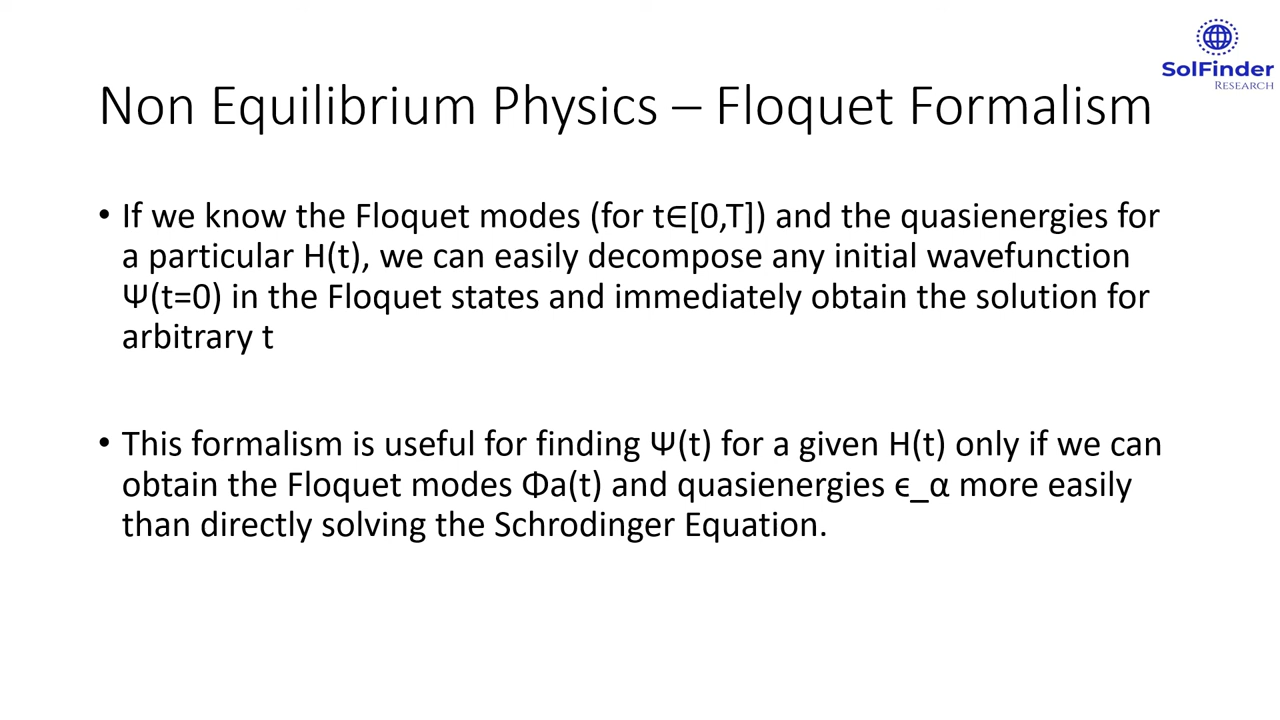 SolFinder
RESEARCH
Non Equilibrium Physics – Floquet Formalism
• If we know the Floquet modes (for t∈[0,T]) and the quasienergies for
a particular H(t), we can easily decompose any initial wavefunction
Ψ(t=0) in the Floquet states and immediately obtain the solution for
arbitrary t
• This formalism is useful for finding Ψ(t) for a given H(t) only if we can
obtain the Floquet modes Φa(t) and quasienergies ϵ_α more easily
than directly solving the Schrodinger Equation.